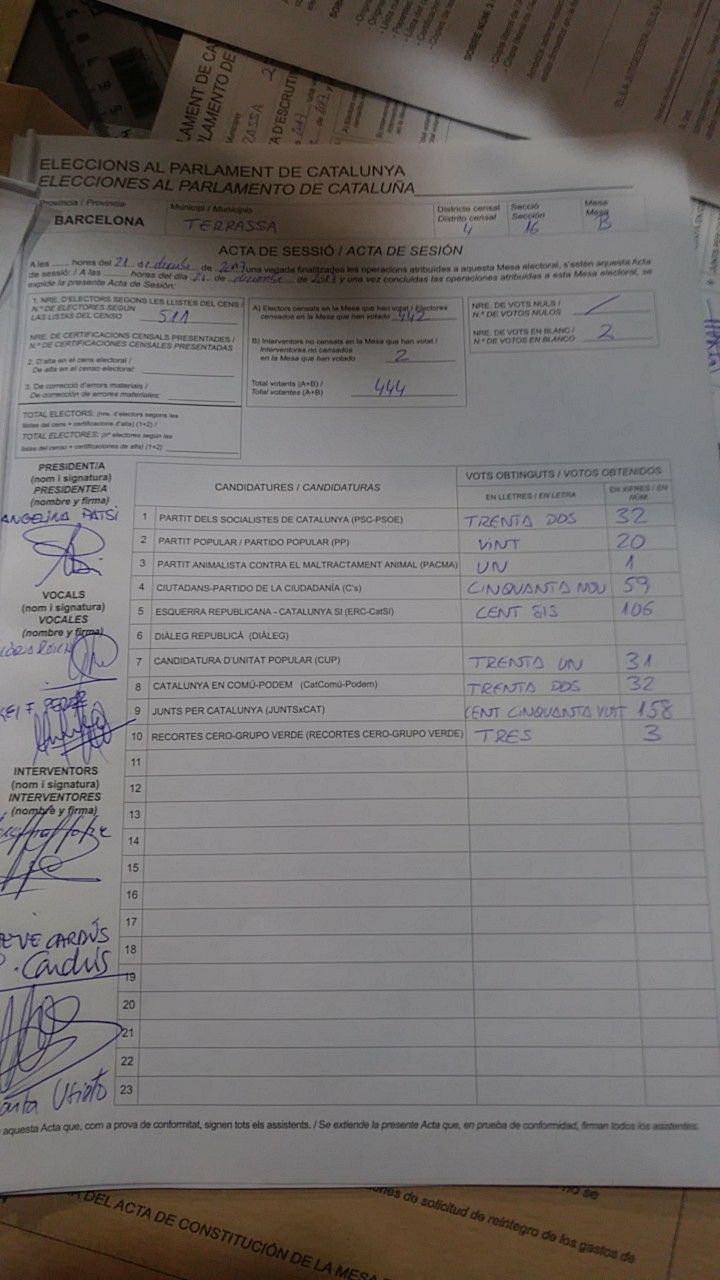 ELECCIONS AL PARLAMENT DE CATALUNYA
ELECCIONES AL PARLAMENTO DE CATALUÑA
Província / Provincia
BARCELONA
Municipi / Municipio
TERRASSA
Districte censal
Distrito censal
4
Secció
Sección
16
Mesa
Mesa
B
ACTA DE SESSIÓ / ACTA DE SESIÓN
A les ...... hores del 21 de desembre de 2017 una vegada finalitzades les operacions atribuïdes a aquesta Mesa electoral, s'estén aquesta Acta
de sessió: / A las ...... horas del día 21 de diciembre de 2017 y una vez concluidas las operaciones atribuidas a esta Mesa electoral, se
expide la presente Acta de Sesión:
1. NRE. D'ELECTORS SEGONS LES LLISTES DEL CENS /
N.º DE ELECTORES SEGÚN
LAS LISTAS DEL CENSO
511
NRE. DE CERTIFICACIONS CENSALS PRESENTADES /
N.º DE CERTIFICACIONES CENSALES PRESENTADAS
2. D'alta en el cens electoral /
De alta en el censo electoral:
3. De correcció d'errors materials /
De corrección de errores materiales:
TOTAL ELECTORS: (nre. d'electors segons les
llistes del cens + certificacions d'alta) (1+2) /
TOTAL ELECTORES: (nº electores según las
listas del censo + certificaciones de alta) (1+2)
A) Electors censats en la Mesa que han votat / Electores
censados en la Mesa que han votado 442
B) Interventors no censats en la Mesa que han votat /
Interventores no censados
en la Mesa que han votado 2
Total votants (A+B) /
Total votantes (A+B) 444
NRE. DE VOTS NULS /
N.º DE VOTOS NULOS /
NRE. DE VOTS EN BLANC /
N.º DE VOTOS EN BLANCO 2
PRESIDENT/A
(nom i signatura)
PRESIDENTE/A
(nombre y firma)
ANGELINA PATSI
VOCALS
(nom i signatura)
VOCALES
(nombre y firma)
F. PEREZ
INTERVENTORS
(nom i signatura)
INTERVENTORES
(nombre y firma)
CARDÚS
Cardús
CANDIDATURES / CANDIDATURAS
VOTS OBTINGUTS / VOTOS OBTENIDOS
EN LLETRES / EN LETRA
EN XIFRES / EN NÚM.
1 PARTIT DELS SOCIALISTES DE CATALUNYA (PSC-PSOE) TRENTA DOS 32
2 PARTIT POPULAR / PARTIDO POPULAR (PP) VINT 20
3 PARTIT ANIMALISTA CONTRA EL MALTRACTAMENT ANIMAL (PACMA) UN 1
4 CIUTADANS-PARTIDO DE LA CIUDADANÍA (C's) CINQUANTA NOU 59
5 ESQUERRA REPUBLICANA - CATALUNYA SÍ (ERC-CatSí) CENT SIS 106
6 DIÀLEG REPUBLICÀ (DIÀLEG)
7 CANDIDATURA D'UNITAT POPULAR (CUP) TRENTA UN 31
8 CATALUNYA EN COMÚ-PODEM (CatComú-Podem) TRENTA DOS 32
9 JUNTS PER CATALUNYA (JUNTSxCAT) CENT CINQUANTA VUIT 158
10 RECORTES CERO-GRUPO VERDE (RECORTES CERO-GRUPO VERDE) TRES 3
11
12
13
14
15
16
17
18
19
20
21
22
23
aquesta Acta que, com a prova de conformitat, signen tots els assistents. / Se extiende la presente Acta que, en prueba de conformidad, firman todos los asistentes.
DEL ACTA DE CONSTITUCIÓN DE LA MESA
de solicitud de reintegro de los gastos de